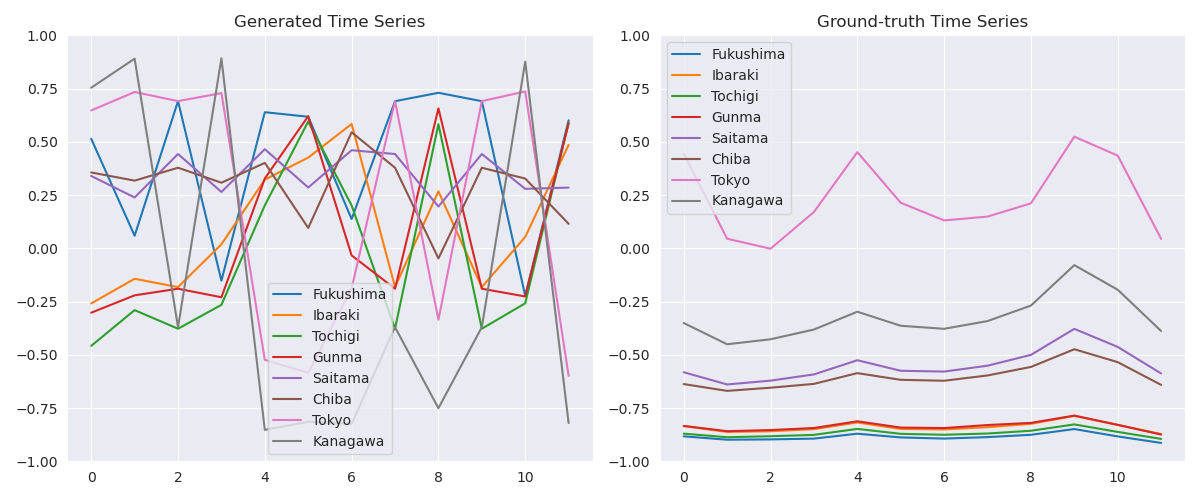 Generated Time Series
1.00
0.75
0.50
0.25
0.00
−0.25
−0.50
−0.75
−1.00
0 2 4 6 8 10
Fukushima
Ibaraki
Tochigi
Gunma
Saitama
Chiba
Tokyo
Kanagawa
Ground-truth Time Series
1.00
0.75
0.50
0.25
0.00
−0.25
−0.50
−0.75
−1.00
0 2 4 6 8 10
Fukushima
Ibaraki
Tochigi
Gunma
Saitama
Chiba
Tokyo
Kanagawa